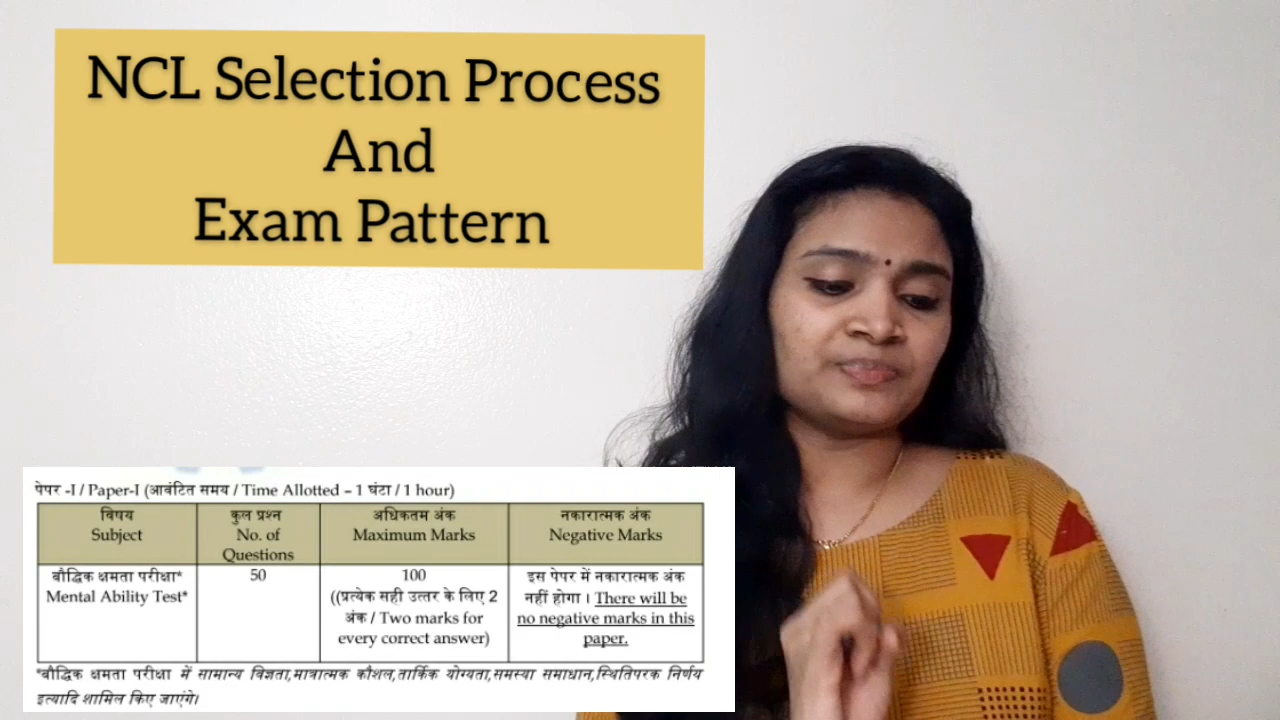 NCL Selection Process
And
Exam Pattern
पेपर -I / Paper-I (आवंटित समय / Time Allotted – 1 घंटा / 1 hour)
विषय
Subject
कुल प्रश्न
No. of
Questions
अधिकतम अंक
Maximum Marks
नकारात्मक अंक
Negative Marks
बौद्धिक क्षमता परीक्षा*
Mental Ability Test*
50
100
((प्रत्येक सही उत्तर के लिए 2
अंक / Two marks for
every correct answer)
इस पेपर में नकारात्मक अंक
नहीं होगा । There will be
no negative marks in this
paper.
*बौद्धिक क्षमता परीक्षा में सामान्य विज्ञता,मात्रात्मक कौशल,तार्किक योग्यता,समस्या समाधान,स्थितिपरक निर्णय
इत्यादि शामिल किए जाएंगे।